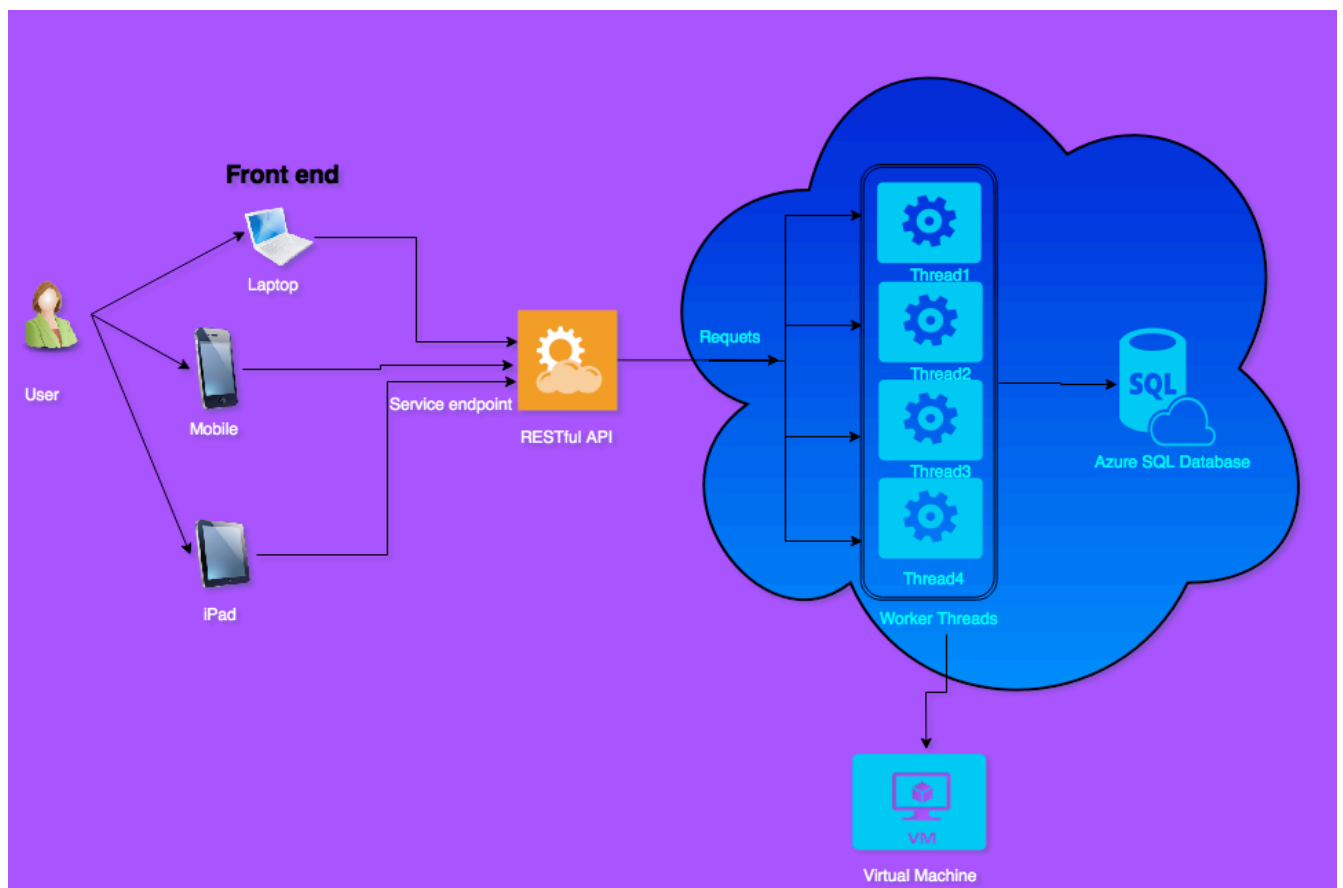 Front end
Laptop
User
Mobile
iPad
Service endpoint
RESTful API
Requets
Thread1
Thread2
Thread3
Thread4
Worker Threads
SQL
Azure SQL Database
VM
Virtual Machine